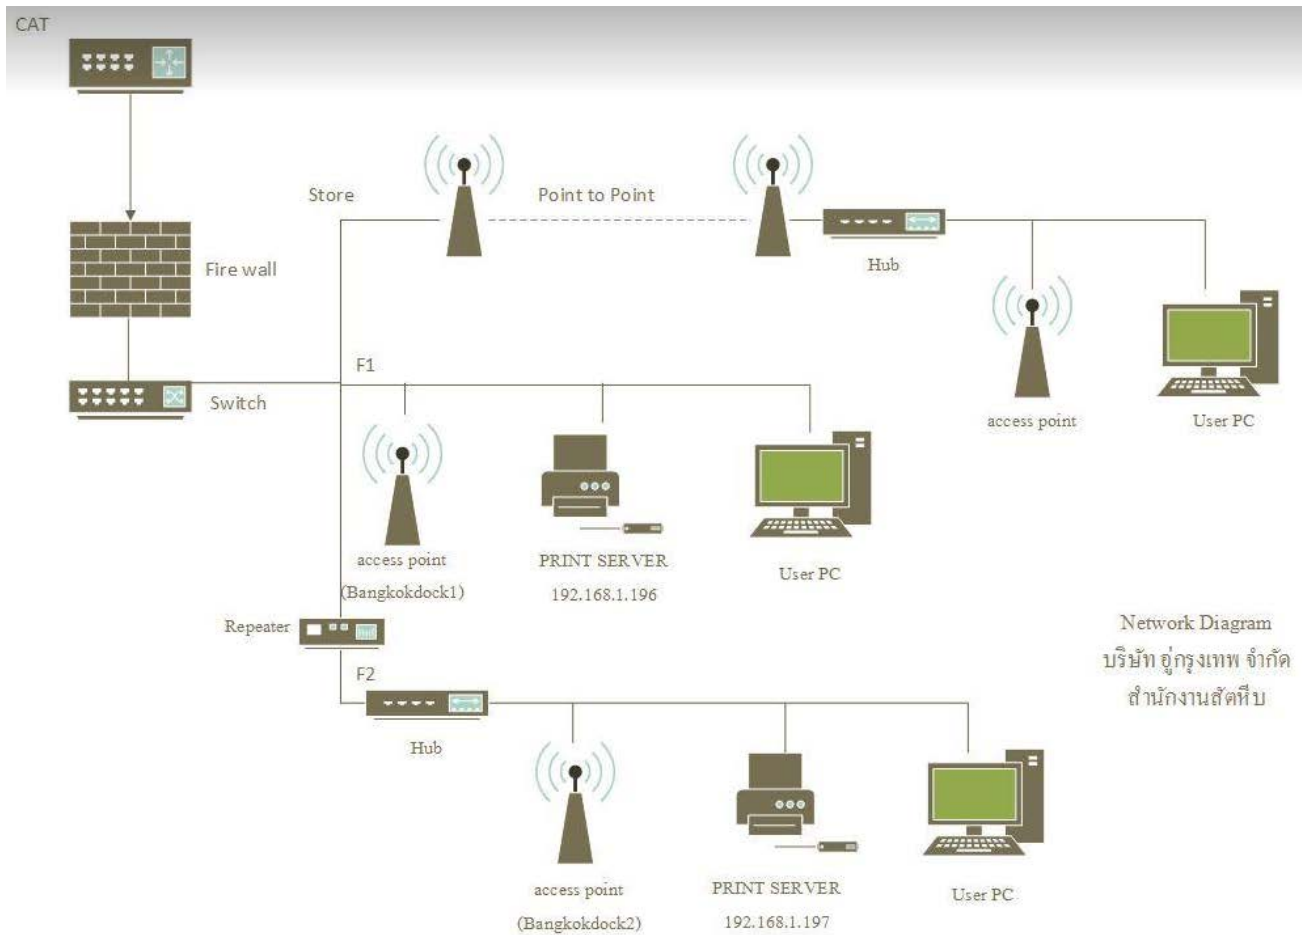 CAT
Store
Point to Point
Fire wall
Hub
F1
Switch
access point
User PC
access point
(Bangkokdock1)
PRINT SERVER
192.168.1.196
User PC
Repeater
Network Diagram
บริษัท อู่กรุงเทพ จำกัด
สำนักงานสัตหีบ
F2
Hub
access point
(Bangkokdock2)
PRINT SERVER
192.168.1.197
User PC